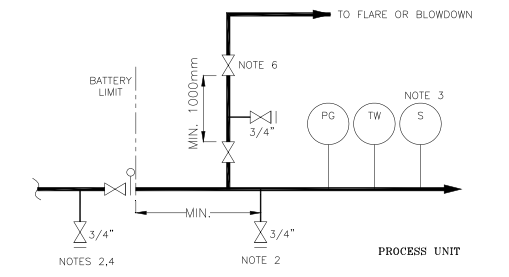 TO FLARE OR BLOWDOWN
NOTE 6
BATTERY
LIMIT
MIN. 1000mm
NOTE 3
PG
TW
S
3/4"
MIN.
3/4"
3/4"
NOTES 2,4
NOTE 2
PROCESS UNIT